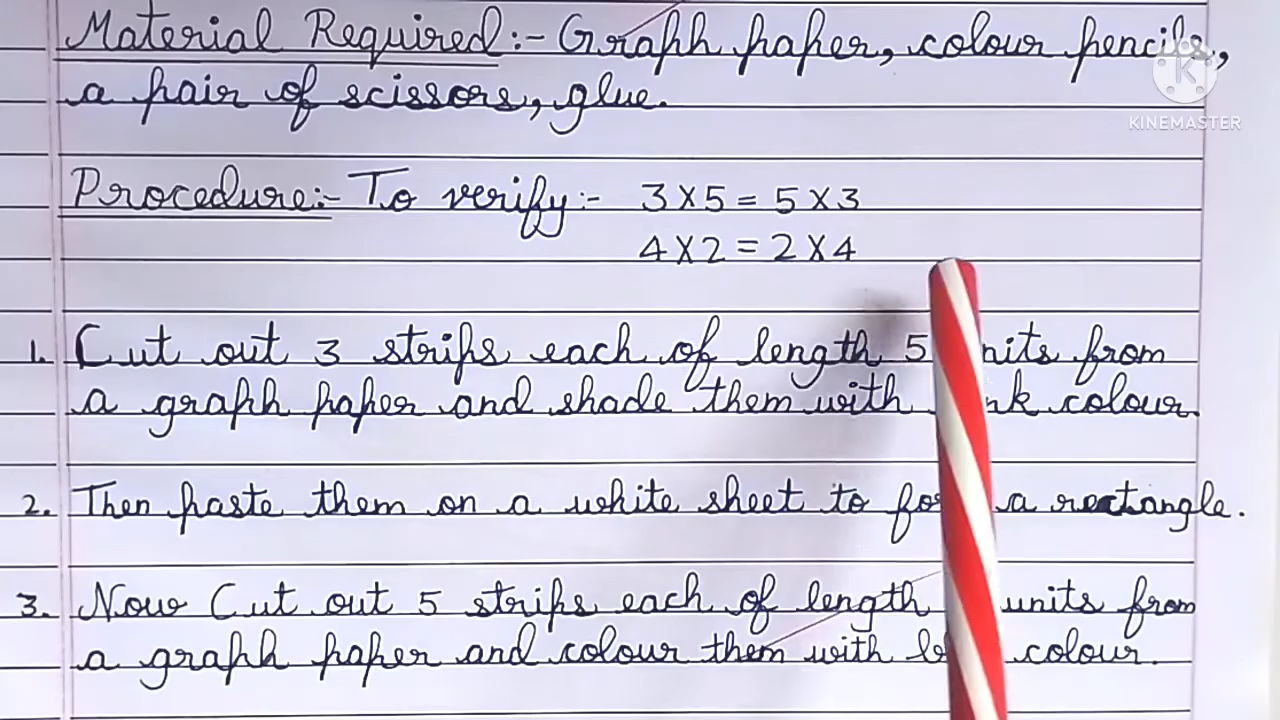 Material Required:- Graph paper, colour pencils,
a pair of scissors, glue.
KINEMASTER
Procedure:- To verify:- 3 X 5 = 5 X 3
4 X 2 = 2 X 4
1. Cut out 3 strips each of length 5 nits from
a graph paper and shade them with nk colour.
2. Then paste them on a white sheet to fo a rectangle.
3. Now Cut out 5 strips each of length units from
a graph paper and colour them with colour.